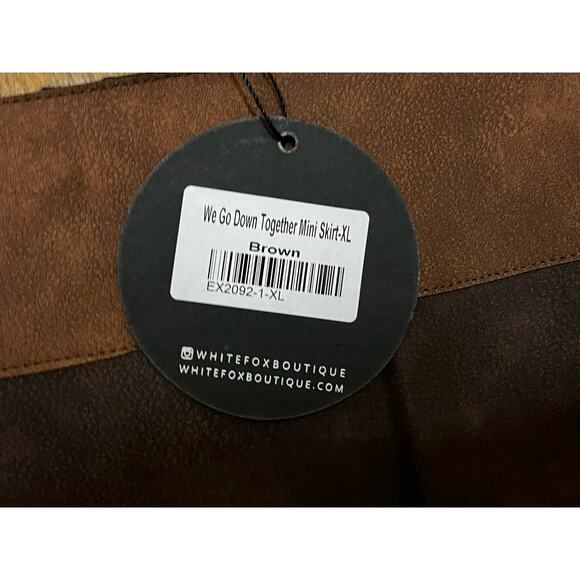 We Go Down Together Mini Skirt-XL
Brown
EX2092-1-XL
WHITEFOXBOUTIQUE
WHITEFOXBOUTIQUE.COM